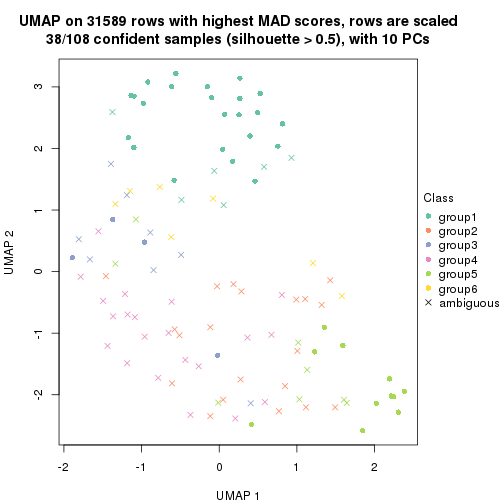 UMAP on 31589 rows with highest MAD scores, rows are scaled
38/108 confident samples (silhouette > 0.5), with 10 PCs
3
2
1
0
-1
-2
UMAP 2
-2 -1 0 1 2
UMAP 1
Class
group1
group2
group3
group4
group5
group6
ambiguous